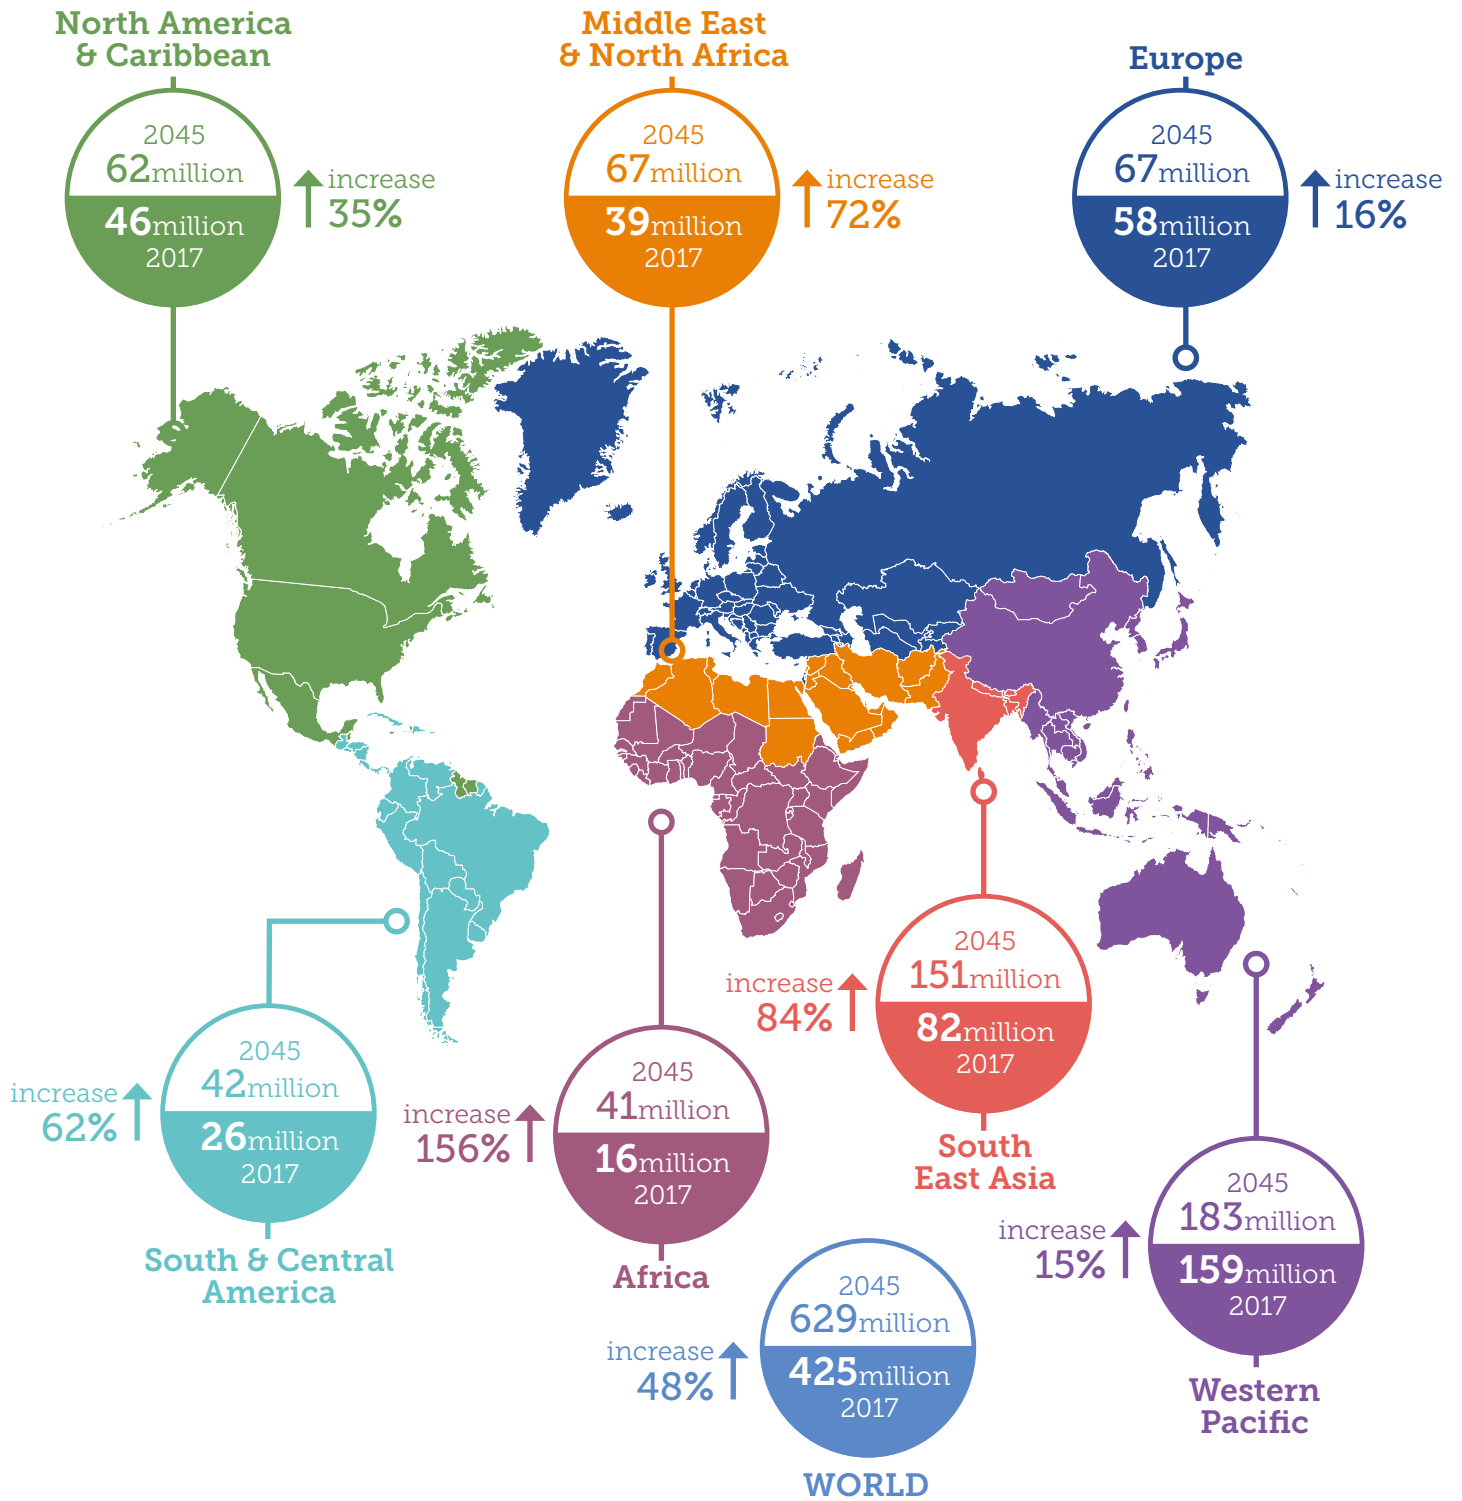 North America
& Caribbean
2045
62million
46million
2017
increase
35%
Middle East
& North Africa
2045
67million
39million
2017
increase
72%
Europe
2045
67million
58million
2017
increase
16%
increase
62%
2045
42million
26million
2017
South & Central
America
increase
156%
2045
41million
16million
2017
Africa
increase
84%
2045
151million
82million
2017
South
East Asia
increase
15%
2045
183million
159million
2017
Western
Pacific
increase
48%
2045
629million
425million
2017
WORLD